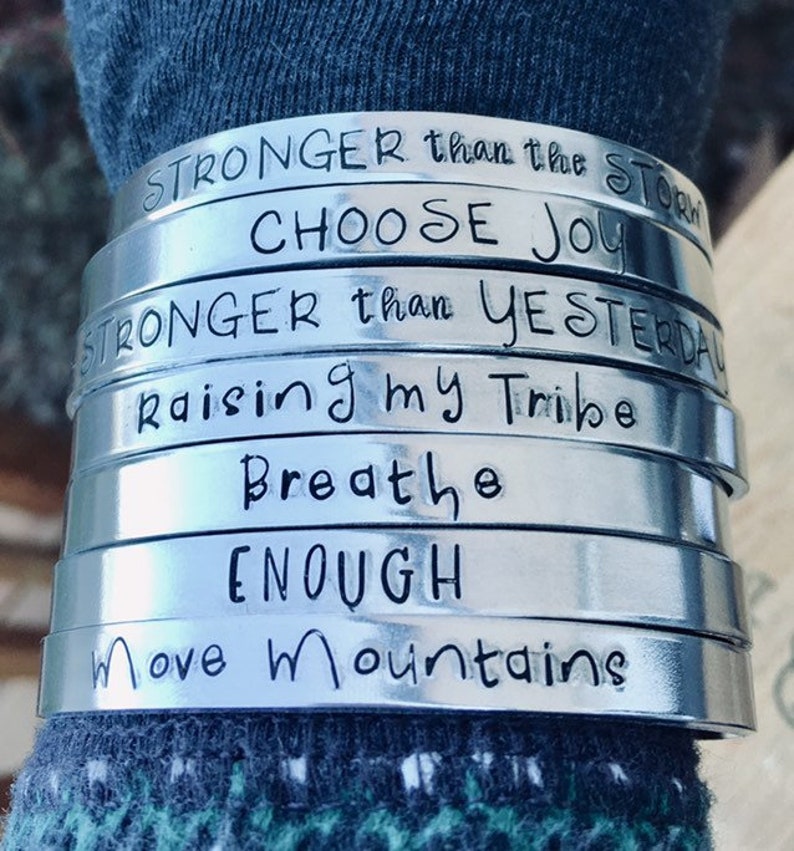 STRONGER than the STORM
CHOOSE JOY
STRONGER than YESTERDAY
Raising my Tribe
Breathe
ENOUGH
Move Mountains